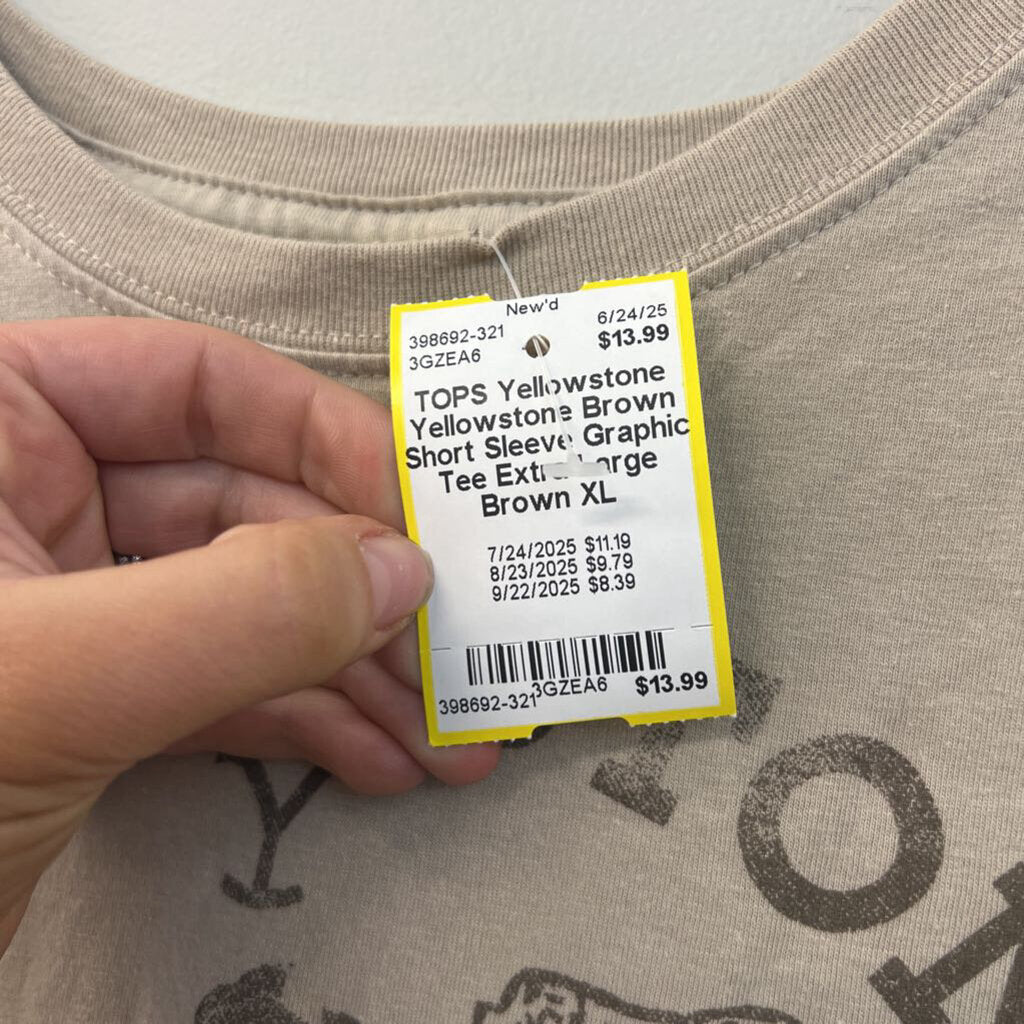 New'd
398692-321
6/24/25
3GZEA6
$13.99
TOPS Yellowstone
Yellowstone Brown
Short Sleeve Graphic
Tee Extra Large
Brown XL
7/24/2025 $11.19
8/23/2025 $9.79
9/22/2025 $8.39
398692-321
3GZEA6
$13.99
Y
T
O